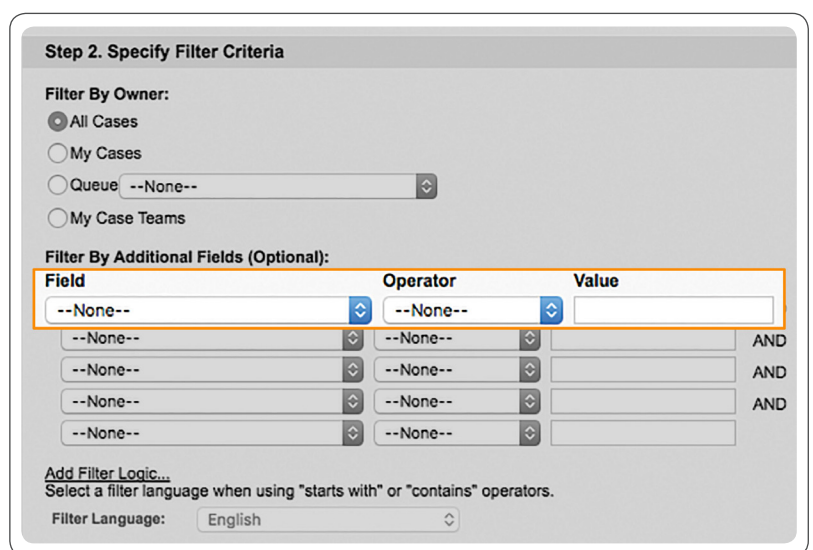 Step 2. Specify Filter Criteria
Filter By Owner:
All Cases
My Cases
Queue --None--
My Case Teams
Filter By Additional Fields (Optional):
Field Operator Value
--None-- --None--
--None-- --None-- AND
--None-- --None-- AND
--None-- --None-- AND
--None-- --None--
Add Filter Logic...
Select a filter language when using "starts with" or "contains" operators.
Filter Language: English